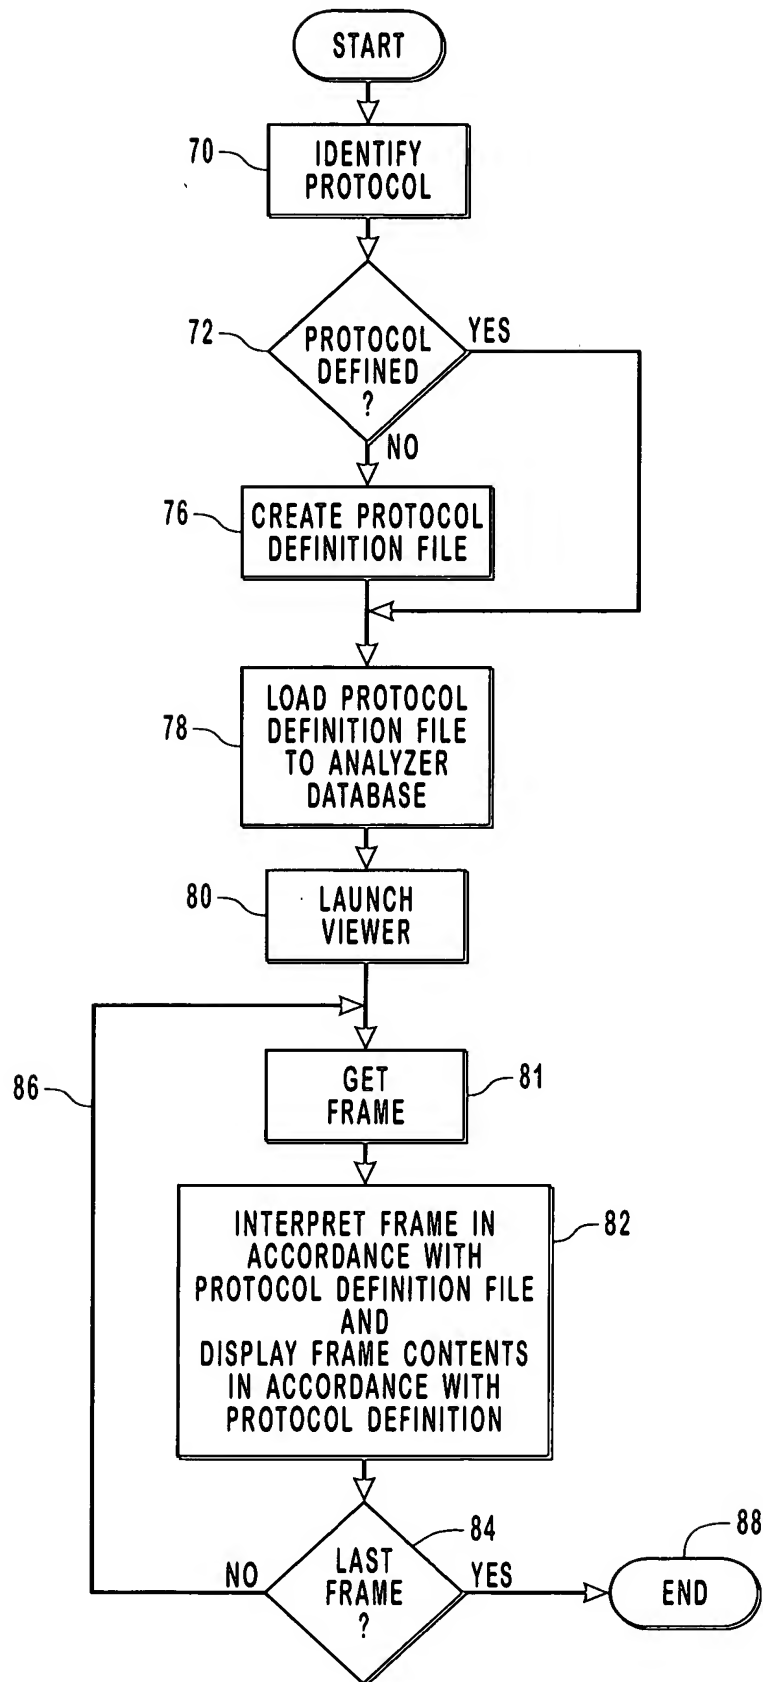 START
70
IDENTIFY
PROTOCOL
72
PROTOCOL
DEFINED
?
YES
NO
76
CREATE PROTOCOL
DEFINITION FILE
78
LOAD PROTOCOL
DEFINITION FILE
TO ANALYZER
DATABASE
80
LAUNCH
VIEWER
86
GET
FRAME
81
INTERPRET FRAME IN
ACCORDANCE WITH
PROTOCOL DEFINITION FILE
AND
DISPLAY FRAME CONTENTS
IN ACCORDANCE WITH
PROTOCOL DEFINITION
82
84
LAST
FRAME
?
NO
YES
88
END